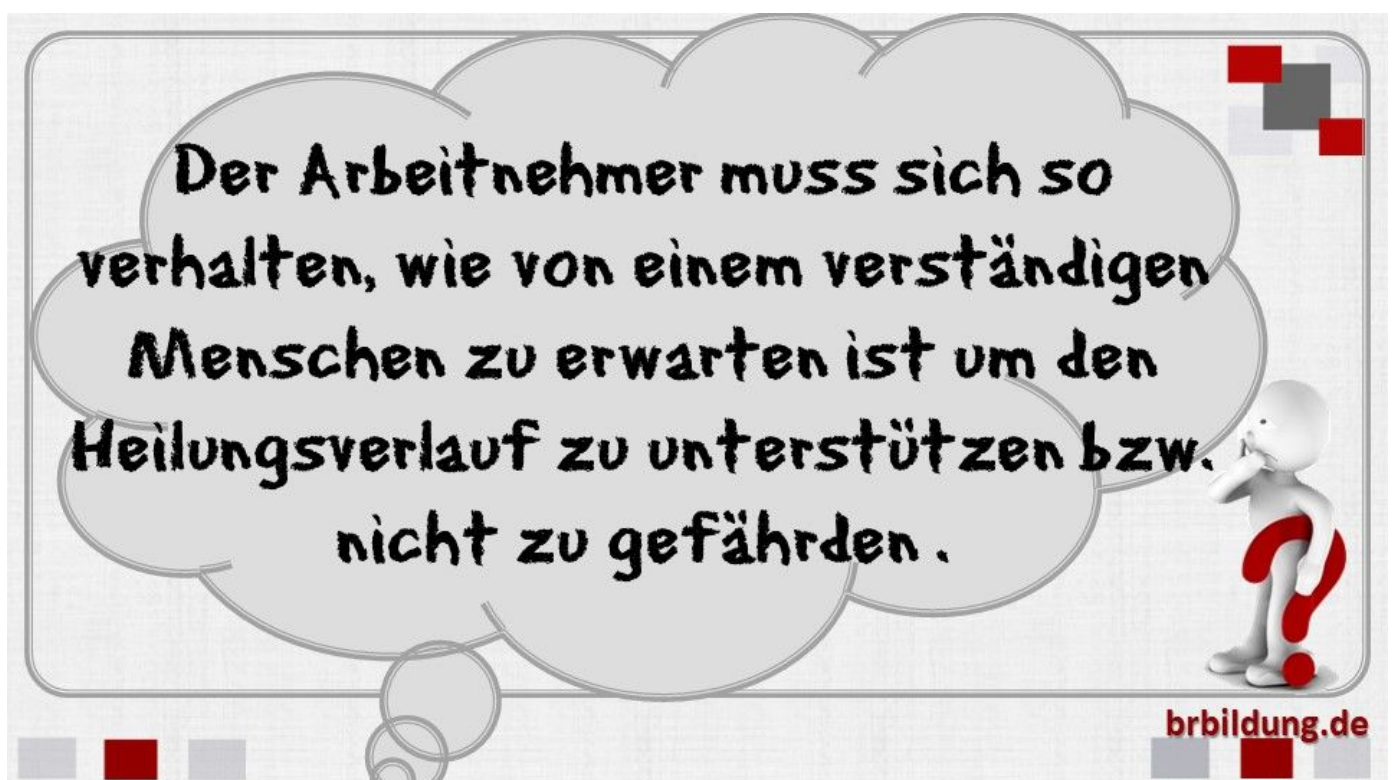 Der Arbeitnehmer muss sich so
verhalten, wie von einem verständigen
Menschen zu erwarten ist um den
Heilungsverlauf zu unterstützen bzw.
nicht zu gefährden .
brbildung.de